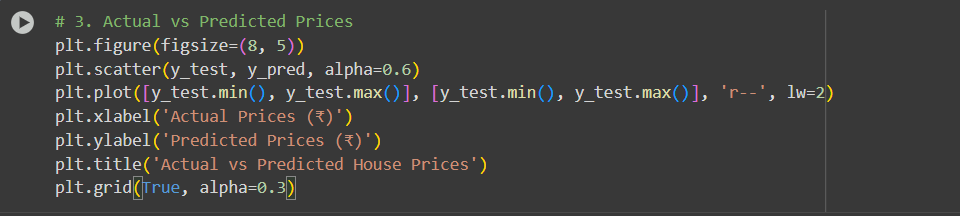 # 3. Actual vs Predicted Prices
plt.figure(figsize=(8, 5))
plt.scatter(y_test, y_pred, alpha=0.6)
plt.plot([y_test.min(), y_test.max()], [y_test.min(), y_test.max()], 'r--', lw=2)
plt.xlabel('Actual Prices (₹)')
plt.ylabel('Predicted Prices (₹)')
plt.title('Actual vs Predicted House Prices')
plt.grid(True, alpha=0.3)